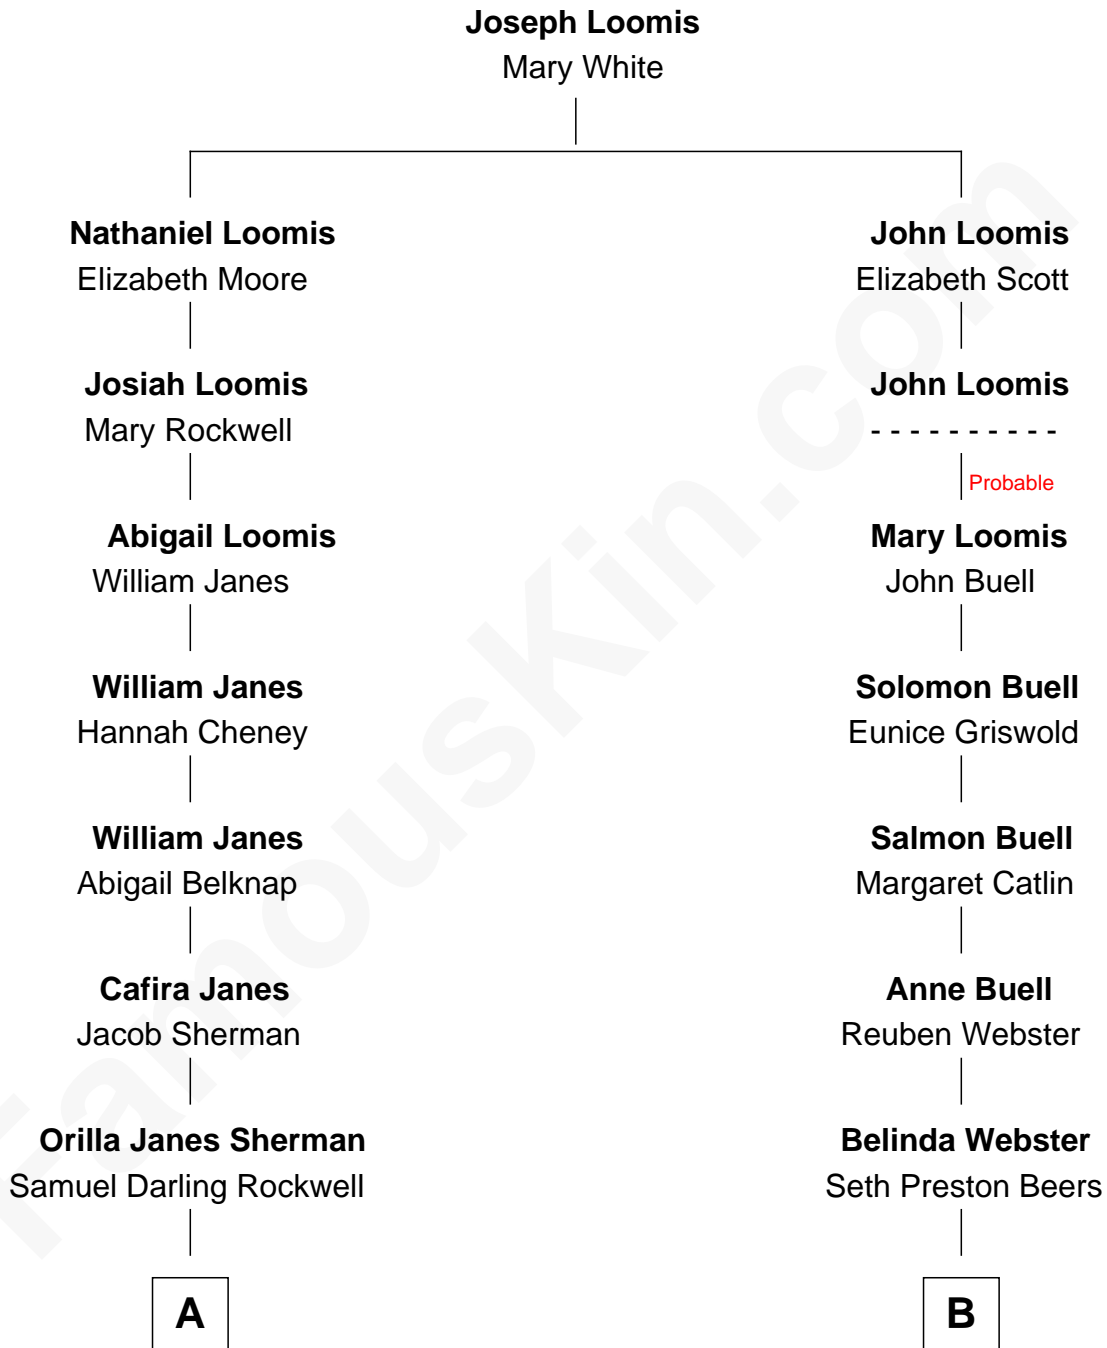 Joseph Loomis
Mary White
Nathaniel Loomis
Elizabeth Moore
Josiah Loomis
Mary Rockwell
Abigail Loomis
William Janes
William Janes
Hannah Cheney
William Janes
Abigail Belknap
Cafira Janes
Jacob Sherman
Orilla Janes Sherman
Samuel Darling Rockwell
A
John Loomis
Elizabeth Scott
John Loomis
- - - - - - - - - -
Probable
Mary Loomis
John Buell
Solomon Buell
Eunice Griswold
Salmon Buell
Margaret Catlin
Anne Buell
Reuben Webster
Belinda Webster
Seth Preston Beers
B
FamousKin.com